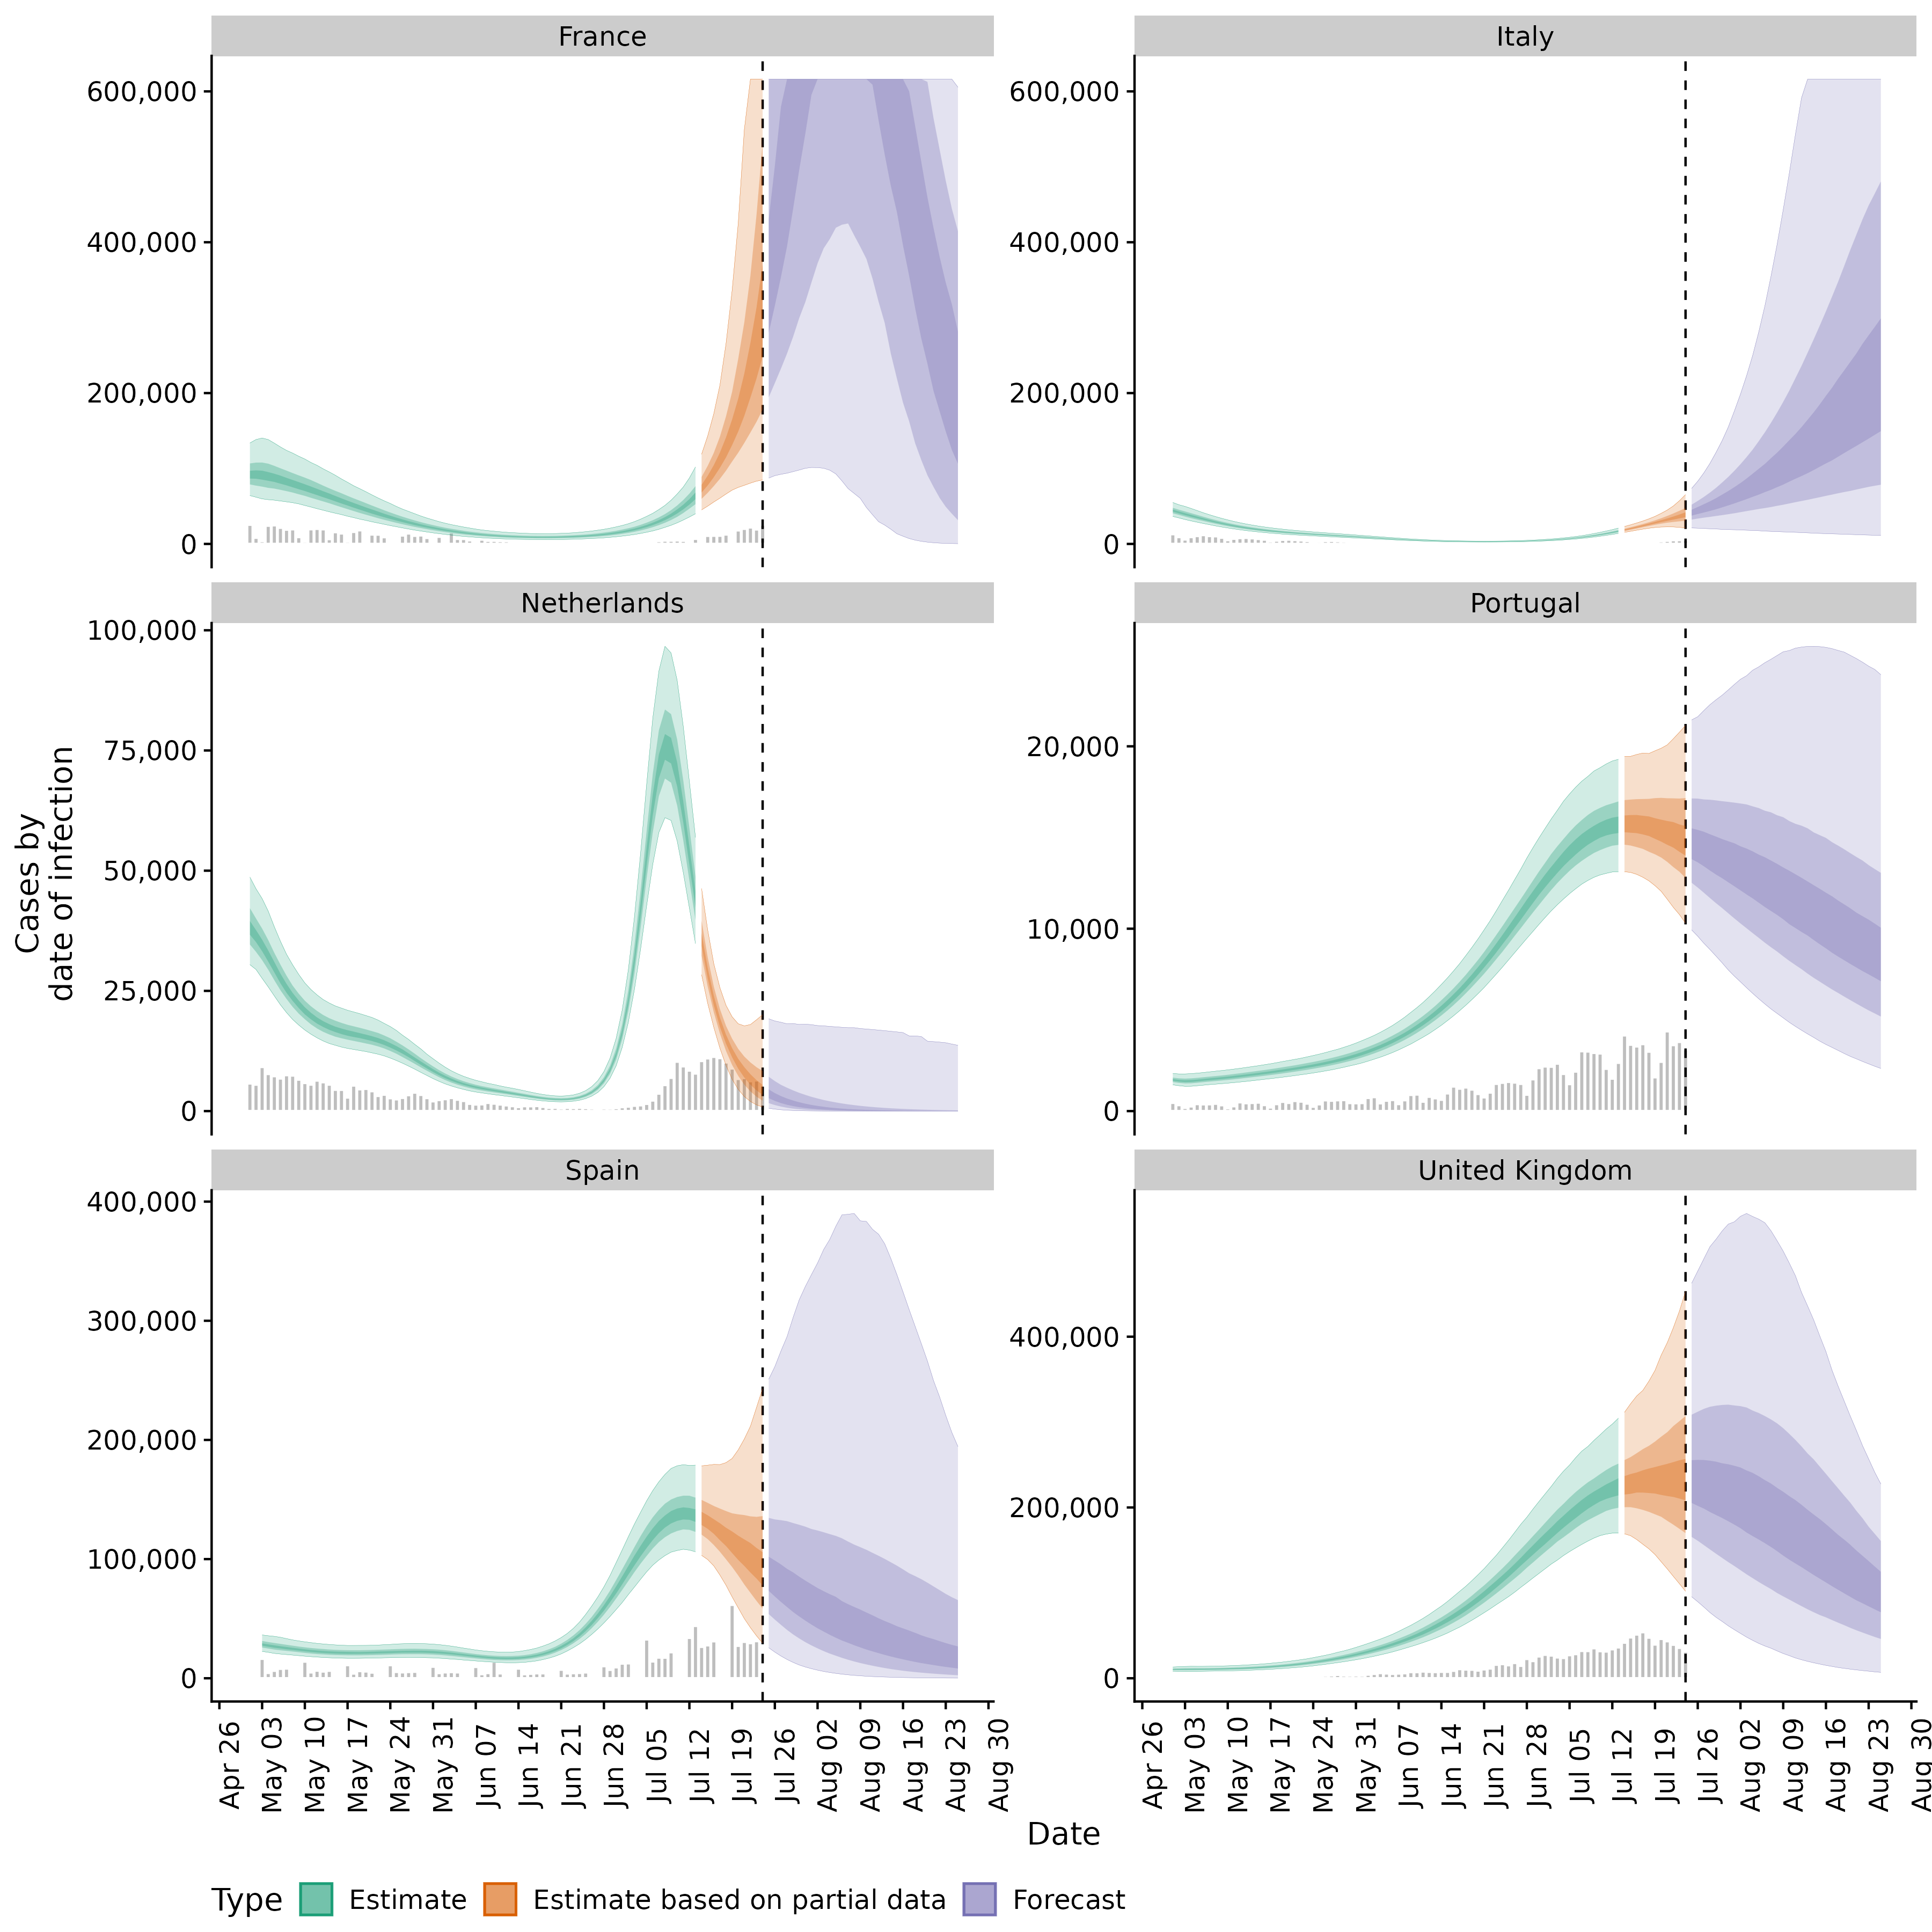 France
Italy
600,000
400,000
200,000
0
600,000
400,000
200,000
0
Netherlands
Portugal
100,000
75,000
50,000
25,000
0
20,000
10,000
0
Spain
United Kingdom
400,000
300,000
200,000
100,000
0
400,000
200,000
0
Cases by
date of infection
Apr 26
May 03
May 10
May 17
May 24
May 31
Jun 07
Jun 14
Jun 21
Jun 28
Jul 05
Jul 12
Jul 19
Jul 26
Aug 02
Aug 09
Aug 16
Aug 23
Aug 30
Apr 26
May 03
May 10
May 17
May 24
May 31
Jun 07
Jun 14
Jun 21
Jun 28
Jul 05
Jul 12
Jul 19
Jul 26
Aug 02
Aug 09
Aug 16
Aug 23
Aug 30
Date
Type Estimate Estimate based on partial data Forecast